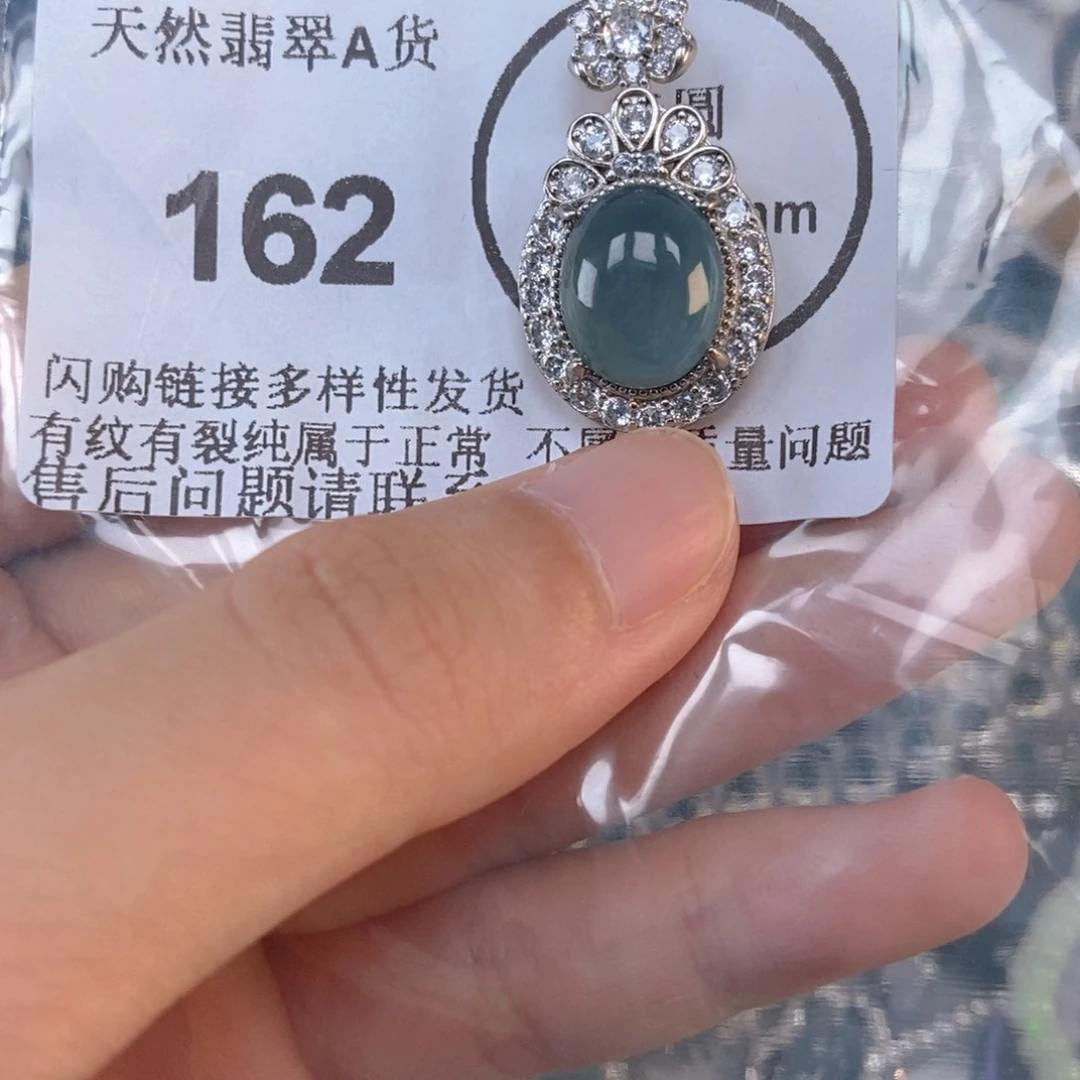 天然翡翠A货
圆
162
mm
闪购链接多样性发货
有纹有裂纯属于正常 不属 质量问题
售后问题请联系